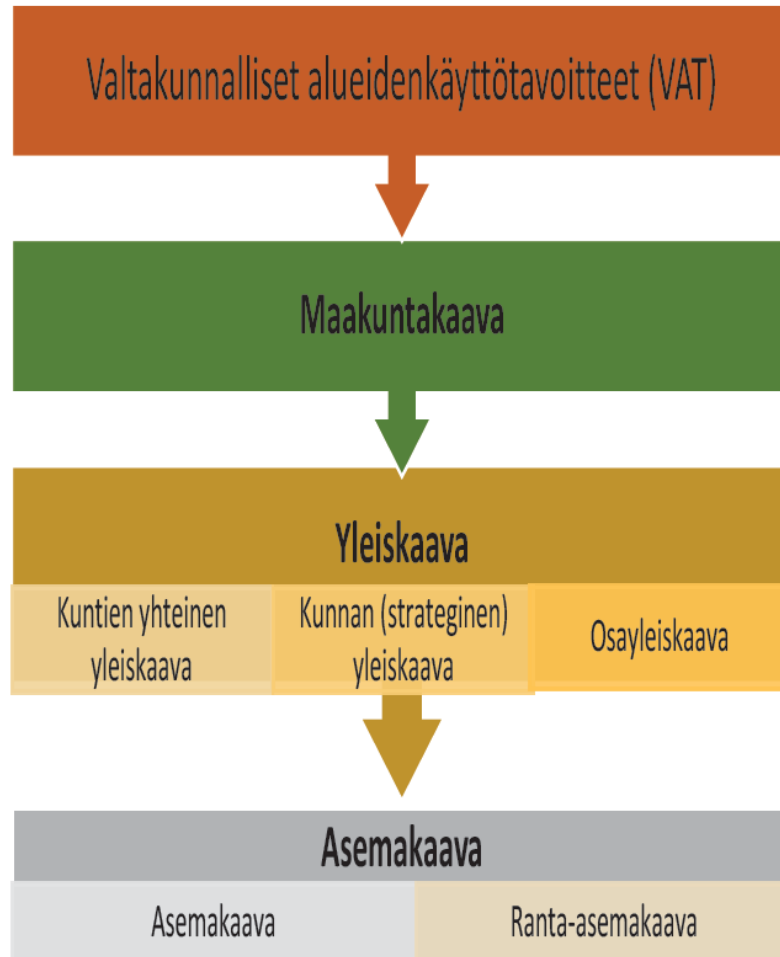 Valtakunnalliset alueidenkäyttötavoitteet (VAT)
Maakuntakaava
Yleiskaava
Kuntien yhteinen
yleiskaava
Kunnan (strateginen)
yleiskaava
Osayleiskaava
Asemakaava
Asemakaava
Ranta-asemakaava